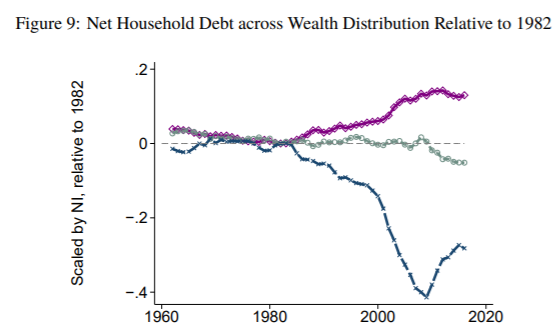 Figure 9: Net Household Debt across Wealth Distribution Relative to 1982
Scaled by NI, relative to 1982
.2
0
-.2
-.4
1960 1980 2000 2020